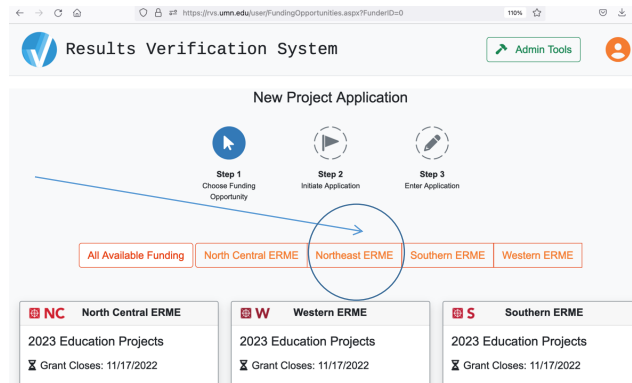 https://rvs.umn.edu/user/FundingOpportunities.aspx?FunderID=0 110%
Results Verification System Admin Tools
New Project Application
Step 1 Step 2 Step 3
Choose Funding Initiate Application Enter Application
Opportunity
All Available Funding North Central ERME Northeast ERME Southern ERME Western ERME
NC North Central ERME W Western ERME S Southern ERME
2023 Education Projects 2023 Education Projects 2023 Education Projects
Grant Closes: 11/17/2022 Grant Closes: 11/17/2022 Grant Closes: 11/17/2022